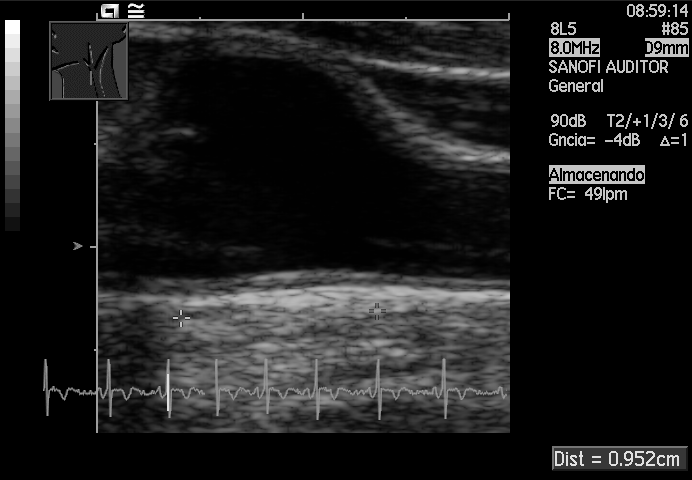 08:59:14
8L5 #85
8.0MHz D9mm
SANOFI AUDITOR
General
90dB T2/+1/3/ 6
Gncia= -4dB Δ=1
Almacenando
FC= 49lpm
Dist = 0.952cm